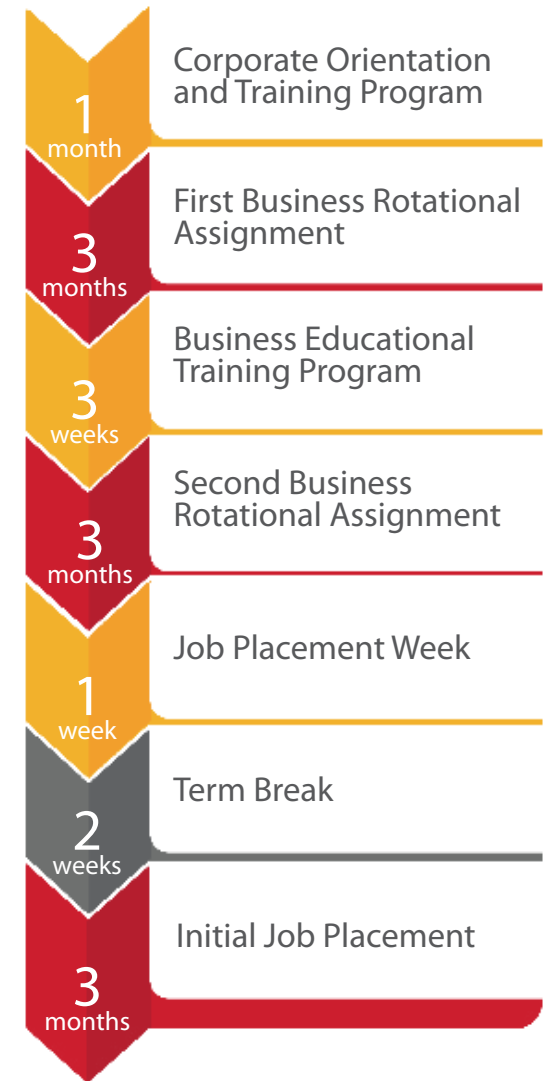 1
month
Corporate Orientation
and Training Program
3
months
First Business Rotational
Assignment
3
weeks
Business Educational
Training Program
3
months
Second Business
Rotational Assignment
1
week
Job Placement Week
2
weeks
Term Break
3
months
Initial Job Placement